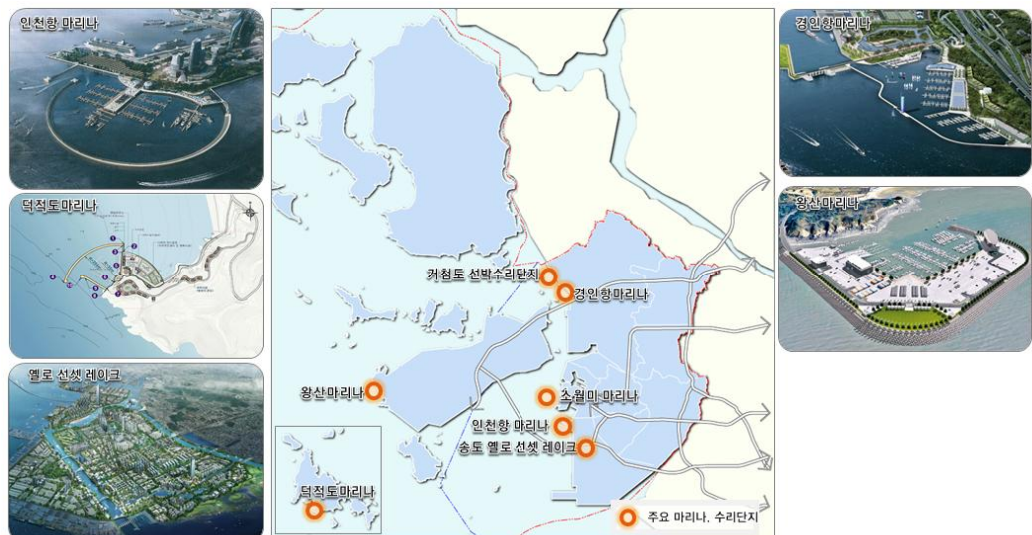 인천항 마리나
덕적도마리나
옐로 선셋 레이크
거첨도 선박수리단지
경인항마리나
왕산마리나
소월미 마리나
인천항 마리나
송도 옐로 선셋 레이크
덕적도마리나
주요 마리나. 수리단지
경인항마리나
왕산마리나